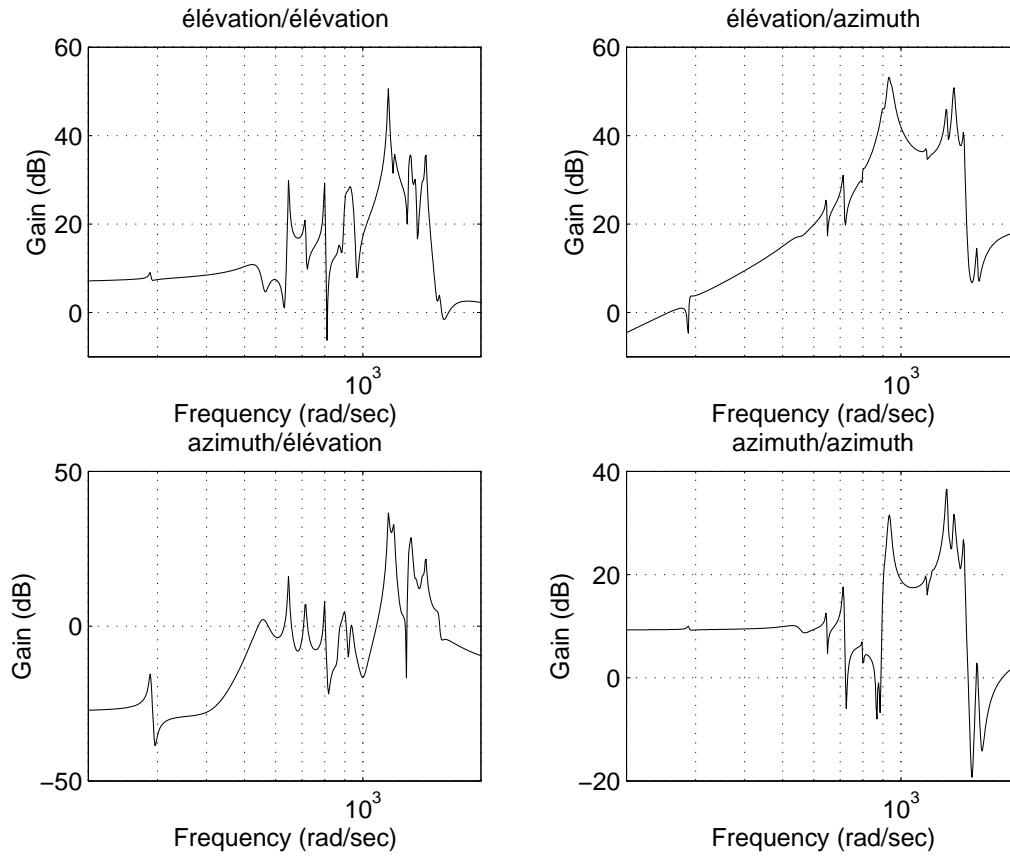 élévation/élévation
60
40
20
0
Gain (dB)
10^3
Frequency (rad/sec)
élévation/azimuth
60
40
20
0
Gain (dB)
10^3
Frequency (rad/sec)
azimuth/élévation
50
0
−50
Gain (dB)
10^3
Frequency (rad/sec)
azimuth/azimuth
40
20
0
−20
Gain (dB)
10^3
Frequency (rad/sec)